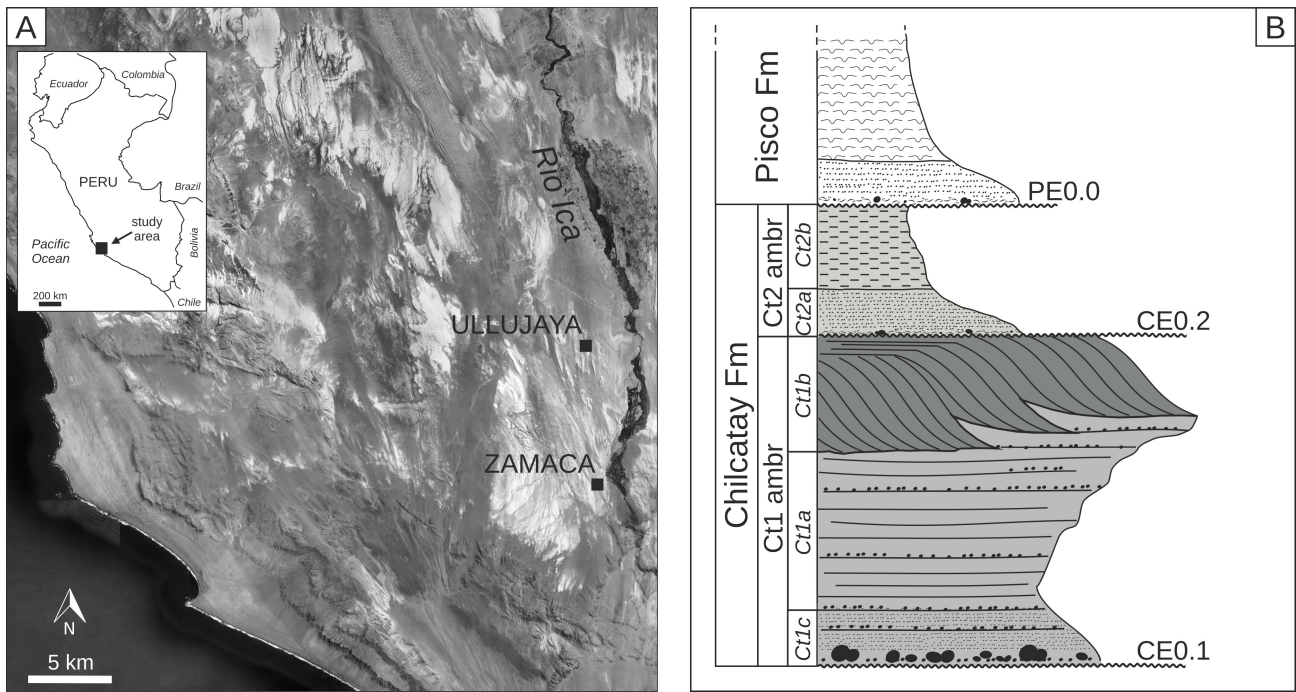 A
Ecuador
Colombia
PERU
Brazil
study
area
Pacific
Ocean
Bolivia
200 km
Chile
Río Ica
ULLUJAYA
ZAMACA
N
5 km
B
Pisco Fm
PE0.0
Chilcatay Fm
Ct2 ambr
Ct2b
Ct2a
CE0.2
Ct1 ambr
Ct1b
Ct1a
Ct1c
CE0.1